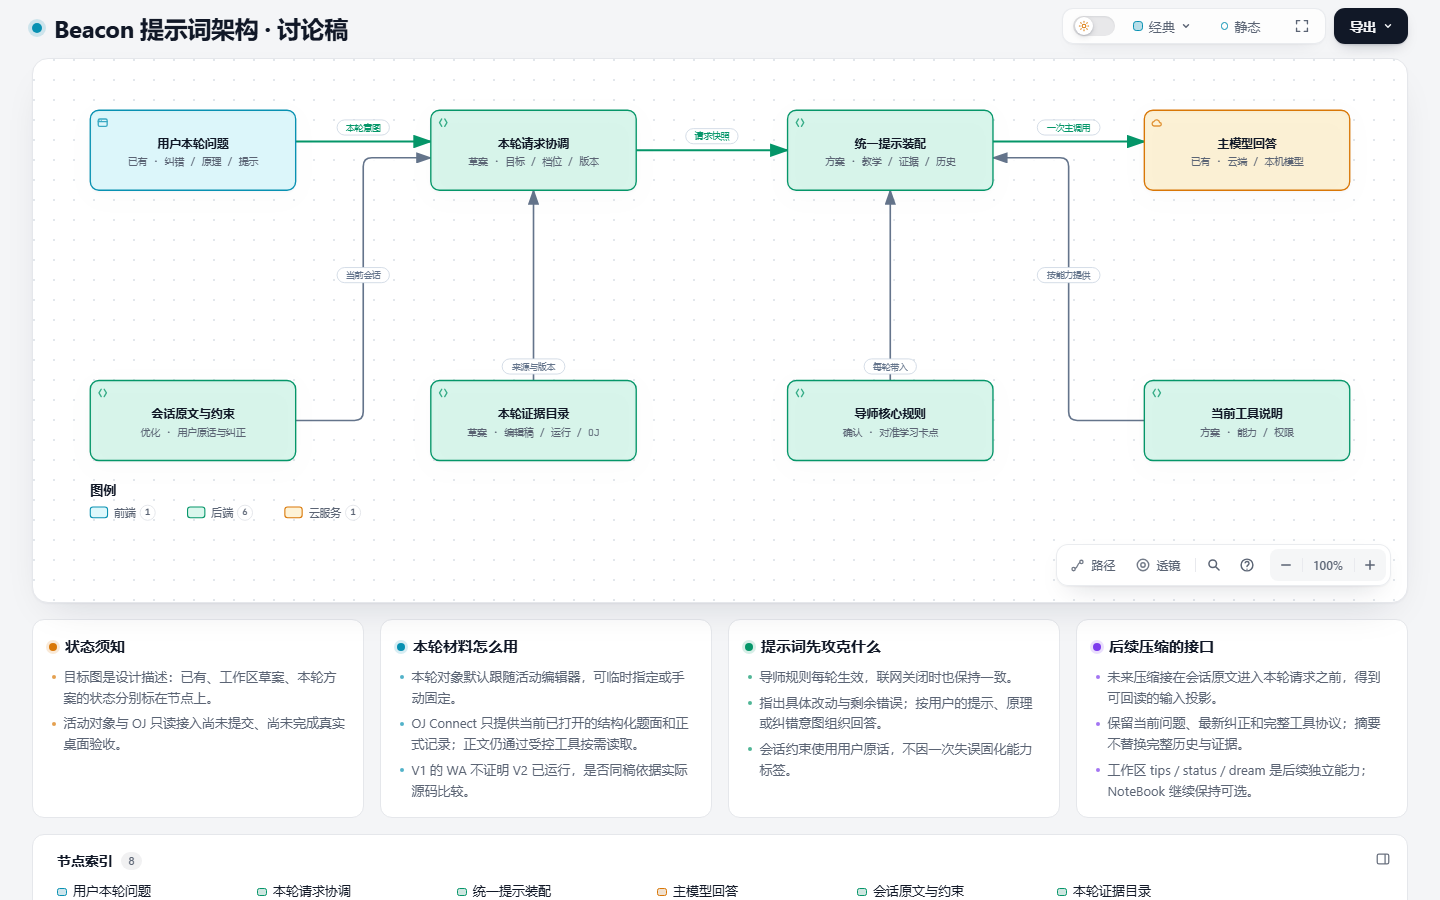 Beacon 提示词架构 · 讨论稿
经典
静态
导出
用户本轮问题
已有 · 纠错 / 原理 / 提示
本轮意图
本轮请求协调
草案 · 目标 / 档位 / 版本
请求快照
统一提示装配
方案 · 教学 / 证据 / 历史
一次主调用
主模型回答
已有 · 云端 / 本机模型
当前会话
按能力提供
来源与版本
每轮带入
会话原文与约束
优化 · 用户原话与纠正
本轮证据目录
草案 · 编辑稿 / 运行 / OJ
导师核心规则
确认 · 对准学习卡点
当前工具说明
方案 · 能力 / 权限
图例
前端 1
后端 6
云服务 1
路径
透镜
100%
状态须知
目标图是设计描述：已有、工作区草案、本轮方
案的状态分别标在节点上。
活动对象与 OJ 只读接入尚未提交、尚未完成真实
桌面验收。
本轮材料怎么用
本轮对象默认跟随活动编辑器，可临时指定或手
动固定。
OJ Connect 只提供当前已打开的结构化题面和正
式记录；正文仍通过受控工具按需读取。
V1 的 WA 不证明 V2 已运行，是否同稿依据实际
源码比较。
提示词先攻克什么
导师规则每轮生效，联网关闭时也保持一致。
指出具体改动与剩余错误；按用户的提示、原理
或纠错意图组织回答。
会话约束使用用户原话，不因一次失误固化能力
标签。
后续压缩的接口
未来压缩接在会话原文进入本轮请求之前，得到
可回读的输入投影。
保留当前问题、最新纠正和完整工具协议；摘要
不替换完整历史与证据。
工作区 tips / status / dream 是后续独立能力；
NoteBook 继续保持可选。
节点索引 8
用户本轮问题
本轮请求协调
统一提示装配
主模型回答
会话原文与约束
本轮证据目录